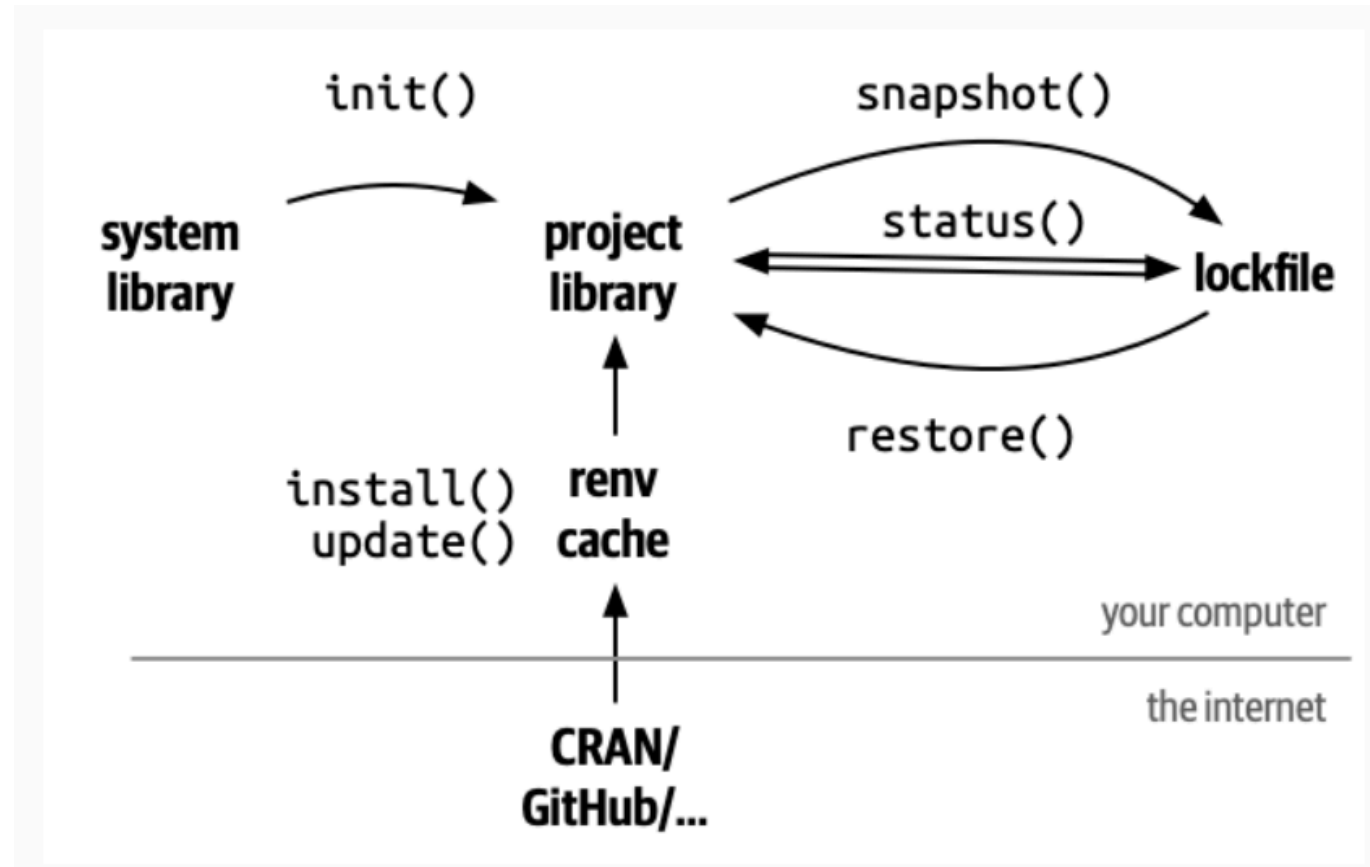 init()
snapshot()
system
library
project
library
status()
lockfile
restore()
install()
update()
renv
cache
your computer
the internet
CRAN/
GitHub/...